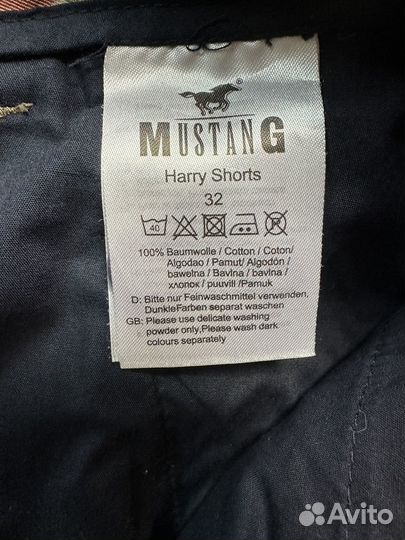 ®
MUSTANG
Harry Shorts
32
40
100% Baumwolle / Cotton / Coton/
Algodao / Pamut/ Algodón /
bawelna / Bavlna / bavlna /
хлопок / puuvill /Pamuk
D: Bitte nur Feinwaschmittel verwenden,
DunkleFarben separat waschen
GB: Please use delicate washing
powder only,Please wash dark
colours separately
Avito